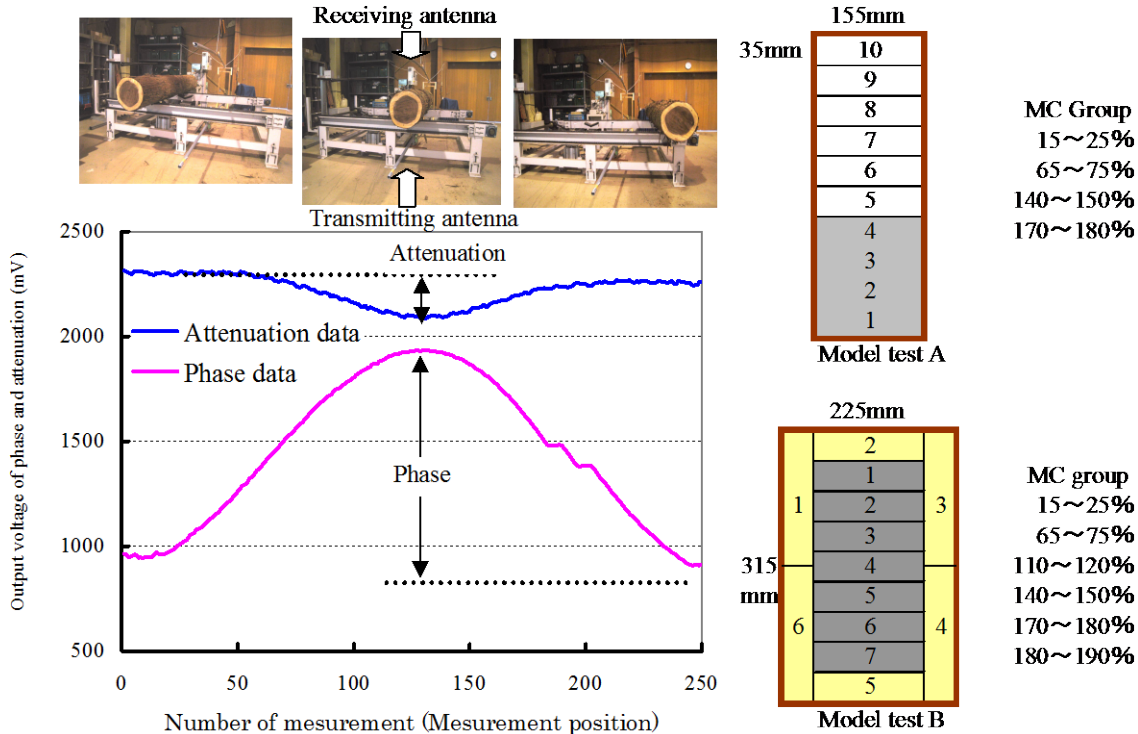 Receiving antenna
Transmitting antenna
2500
2000
1500
1000
500
0
50
100
150
200
250
Output voltage of phase and attenuation (mV)
Number of mesurement (Mesurement position)
Attenuation
Attenuation data
Phase data
Phase
155mm
35mm
10
9
8
7
6
5
4
3
2
1
Model test A
MC Group
15～25%
65～75%
140～150%
170～180%
225mm
2
1
1
2
3
3
315
mm
4
5
6
6
4
7
5
Model test B
MC group
15～25%
65～75%
110～120%
140～150%
170～180%
180～190%